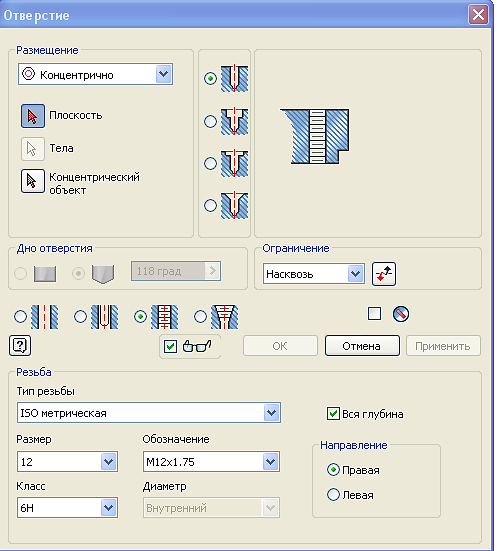 Отверстие
Размещение
Концентрично
Плоскость
Тела
Концентрический
объект
Дно отверстия
118 град
Ограничение
Насквозь
ОК
Отмена
Применить
Резьба
Тип резьбы
ISO метрическая
Вся глубина
Размер
Обозначение
12
M12x1.75
Класс
Диаметр
6H
Внутренний
Направление
Правая
Левая